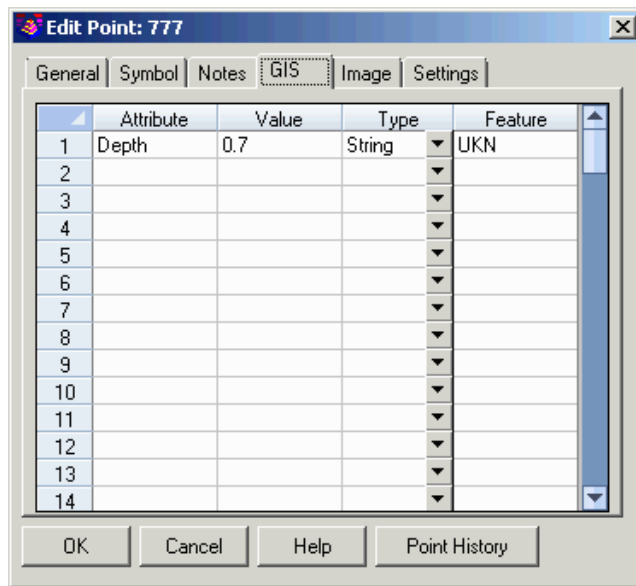 Edit Point: 777
General Symbol Notes GIS Image Settings
Attribute Value Type Feature
1 Depth 0.7 String UKN
2
3
4
5
6
7
8
9
10
11
12
13
14
OK Cancel Help Point History